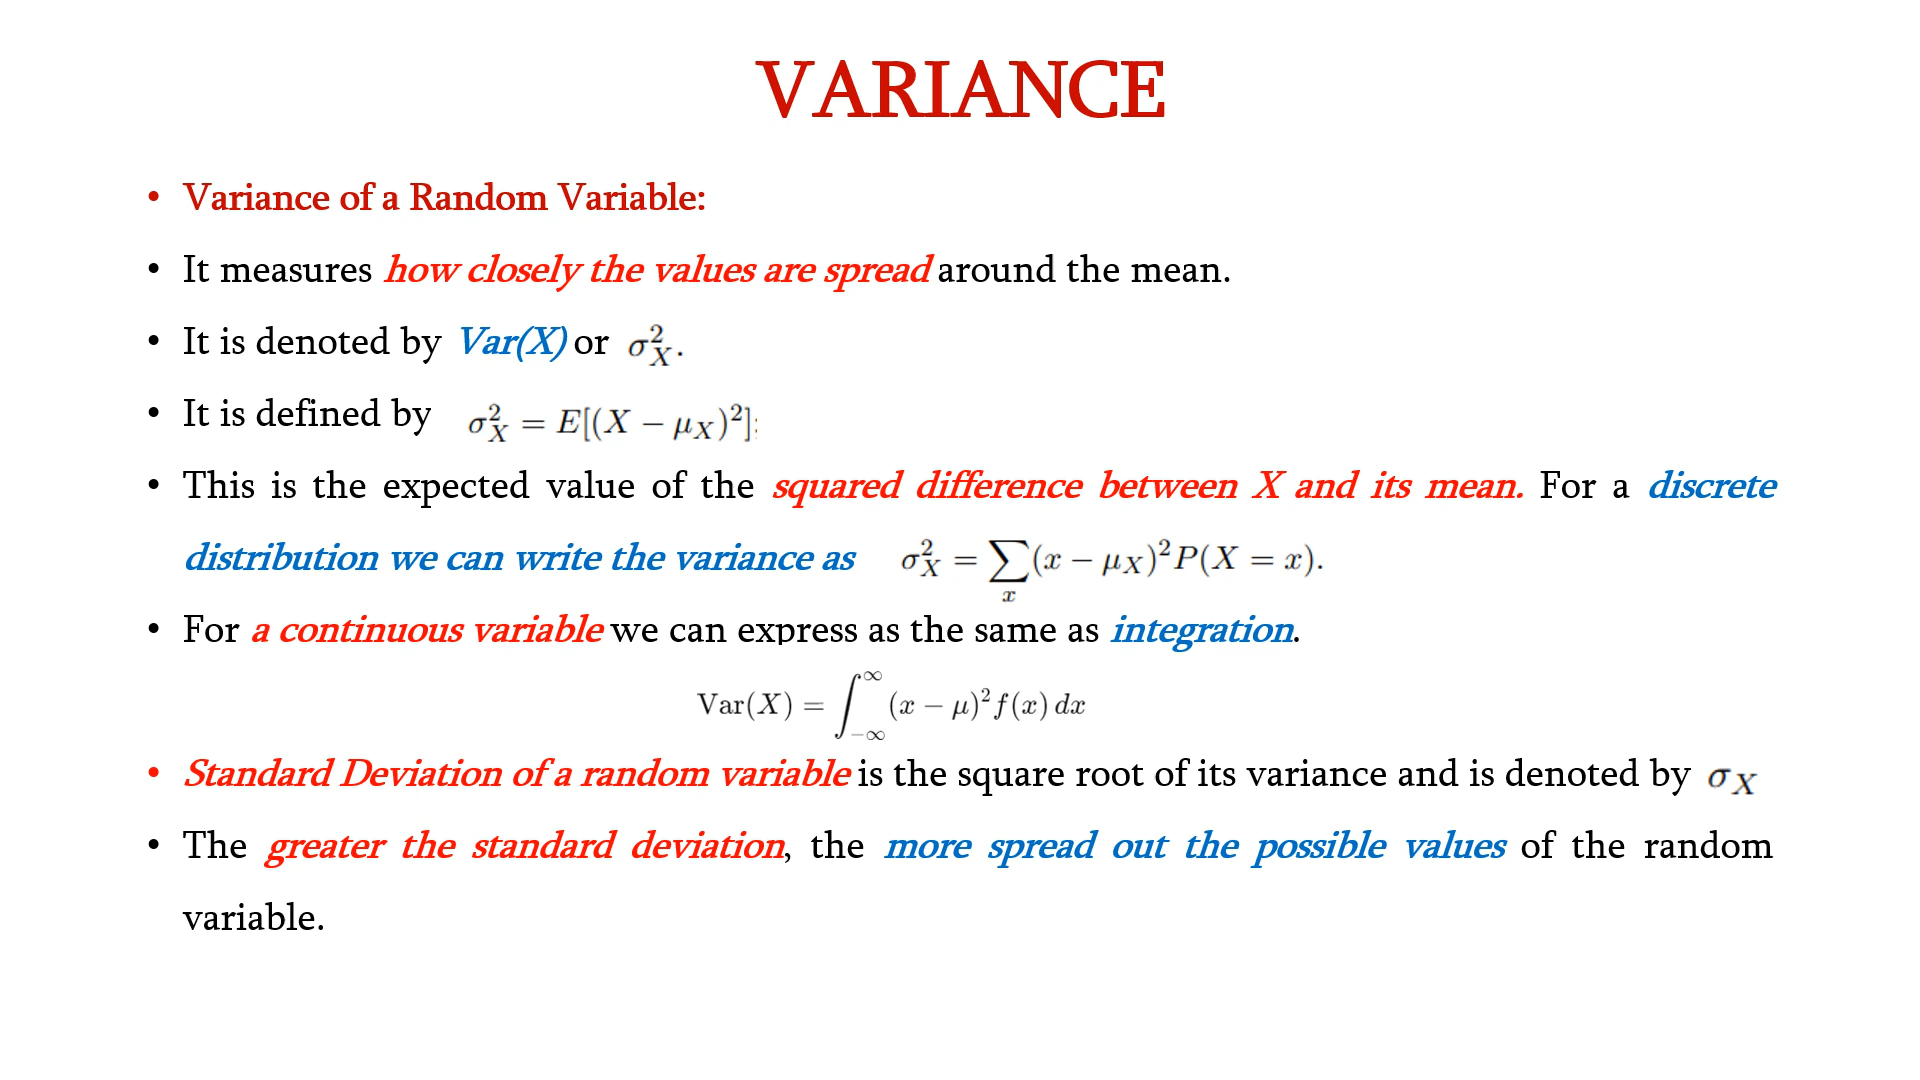 VARIANCE
• Variance of a Random Variable:
• It measures how closely the values are spread around the mean.
• It is denoted by Var(X) or σ²_X.
• It is defined by σ²_X = E[(X − μ_X)²];
• This is the expected value of the squared difference between X and its mean. For a discrete
distribution we can write the variance as σ²_X = ∑_x (x − μ_X)² P(X = x).
• For a continuous variable we can express as the same as integration.
Var(X) = ∫_{−∞}^{∞} (x − μ)² f(x) dx
• Standard Deviation of a random variable is the square root of its variance and is denoted by σ_X
• The greater the standard deviation, the more spread out the possible values of the random
variable.